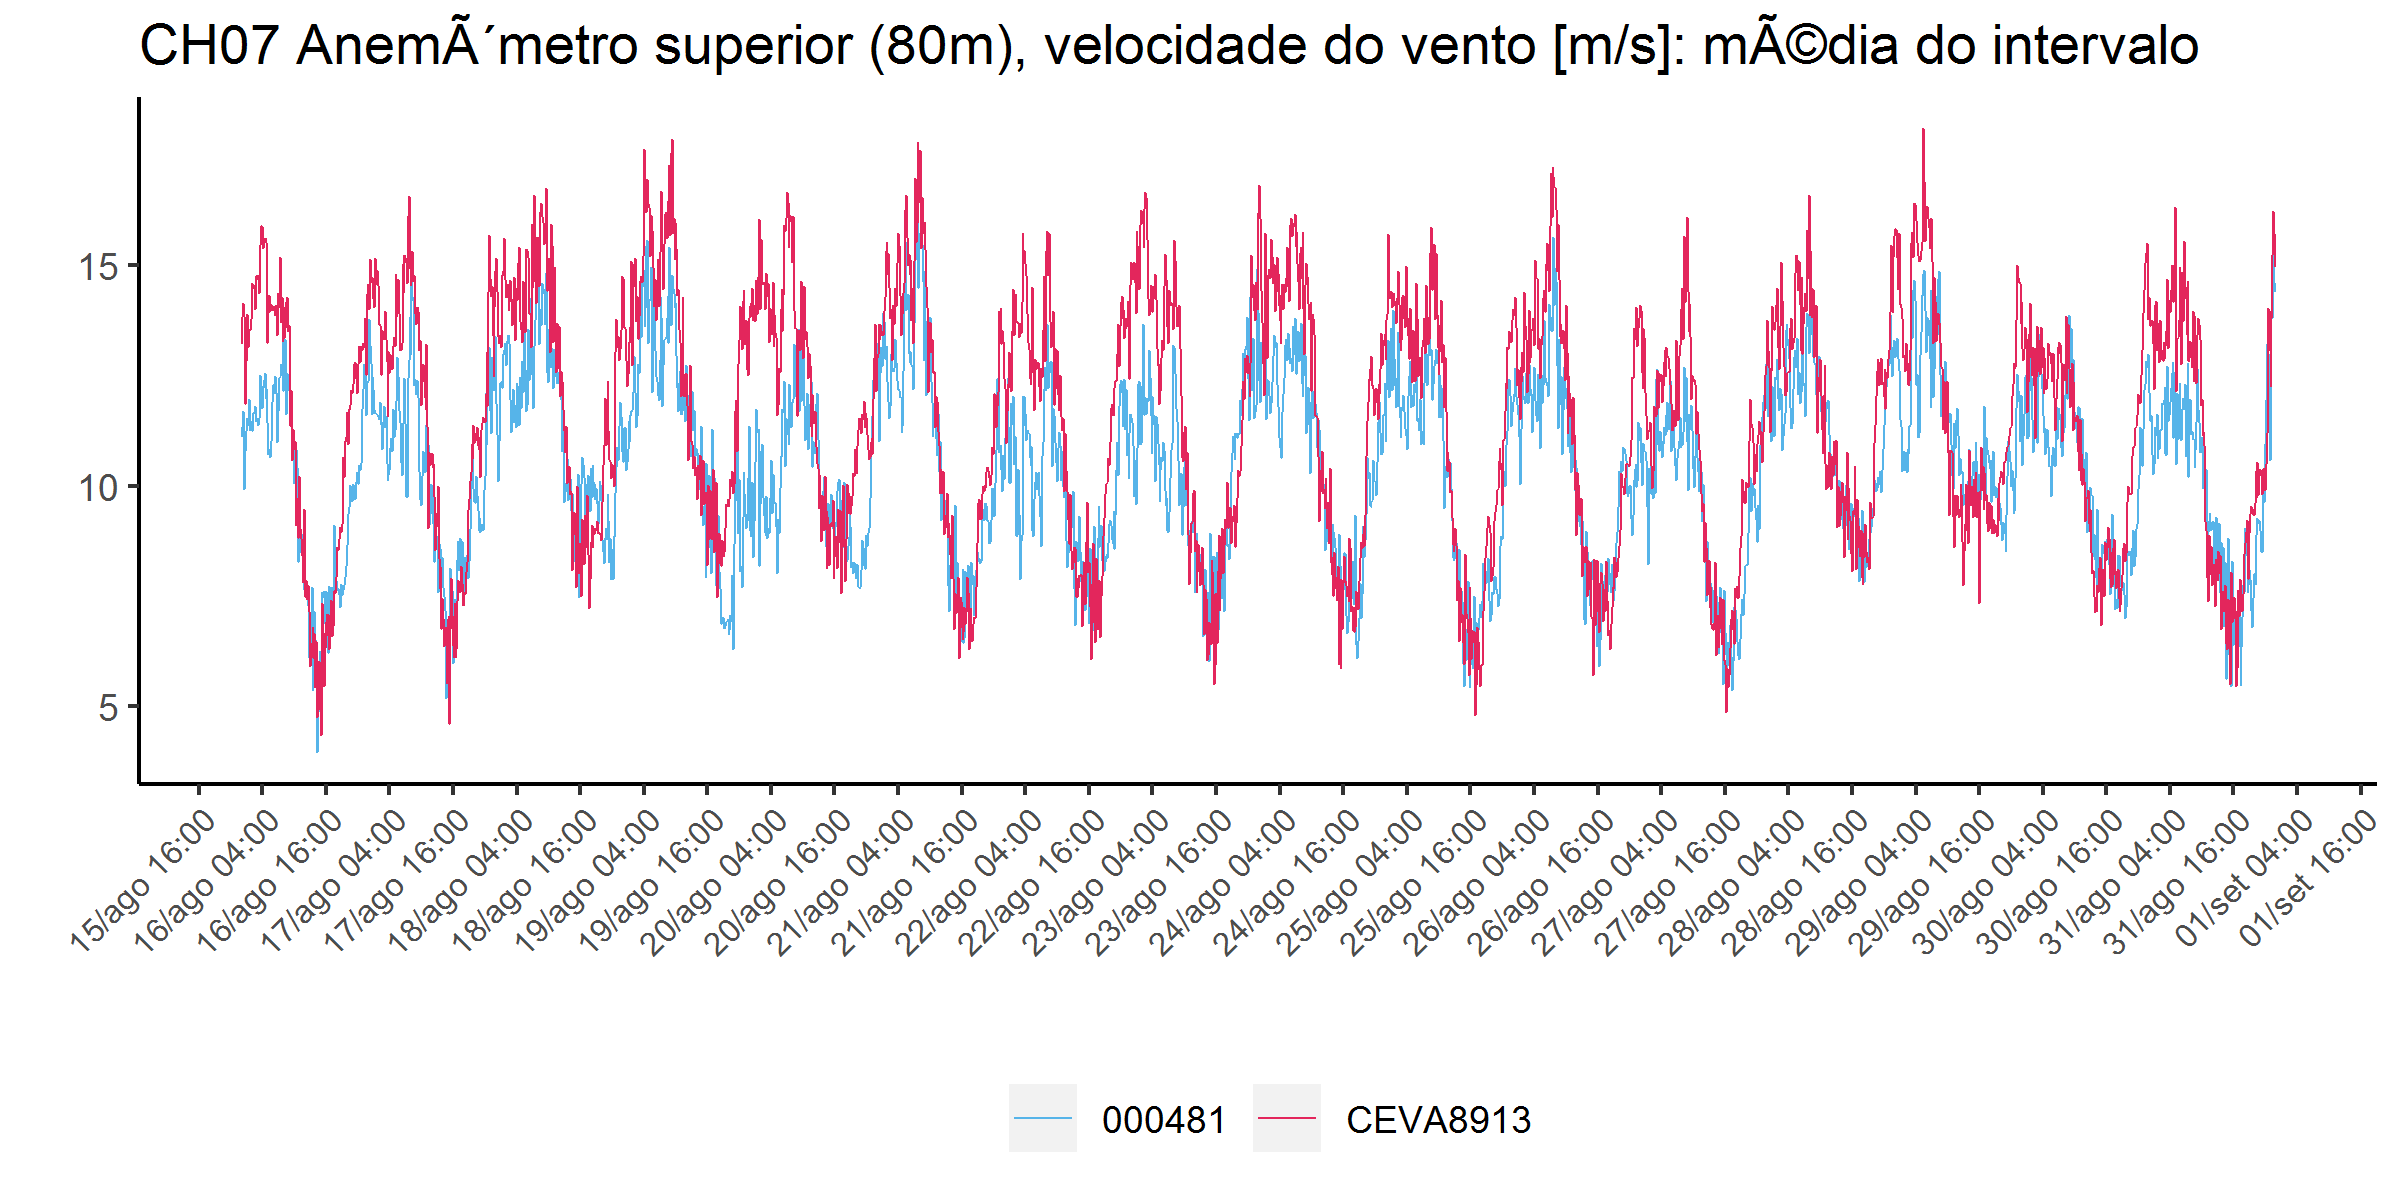 CH07 AnemÃ´metro superior (80m), velocidade do vento [m/s]: mÃ©dia do intervalo
15
10
5
15/ago 16:00
16/ago 04:00
16/ago 16:00
17/ago 04:00
17/ago 16:00
18/ago 04:00
18/ago 16:00
19/ago 04:00
19/ago 16:00
20/ago 04:00
20/ago 16:00
21/ago 04:00
21/ago 16:00
22/ago 04:00
22/ago 16:00
23/ago 04:00
23/ago 16:00
24/ago 04:00
24/ago 16:00
25/ago 04:00
25/ago 16:00
26/ago 04:00
26/ago 16:00
27/ago 04:00
27/ago 16:00
28/ago 04:00
28/ago 16:00
29/ago 04:00
29/ago 16:00
30/ago 04:00
30/ago 16:00
31/ago 04:00
31/ago 16:00
01/set 04:00
01/set 16:00
000481
CEVA8913